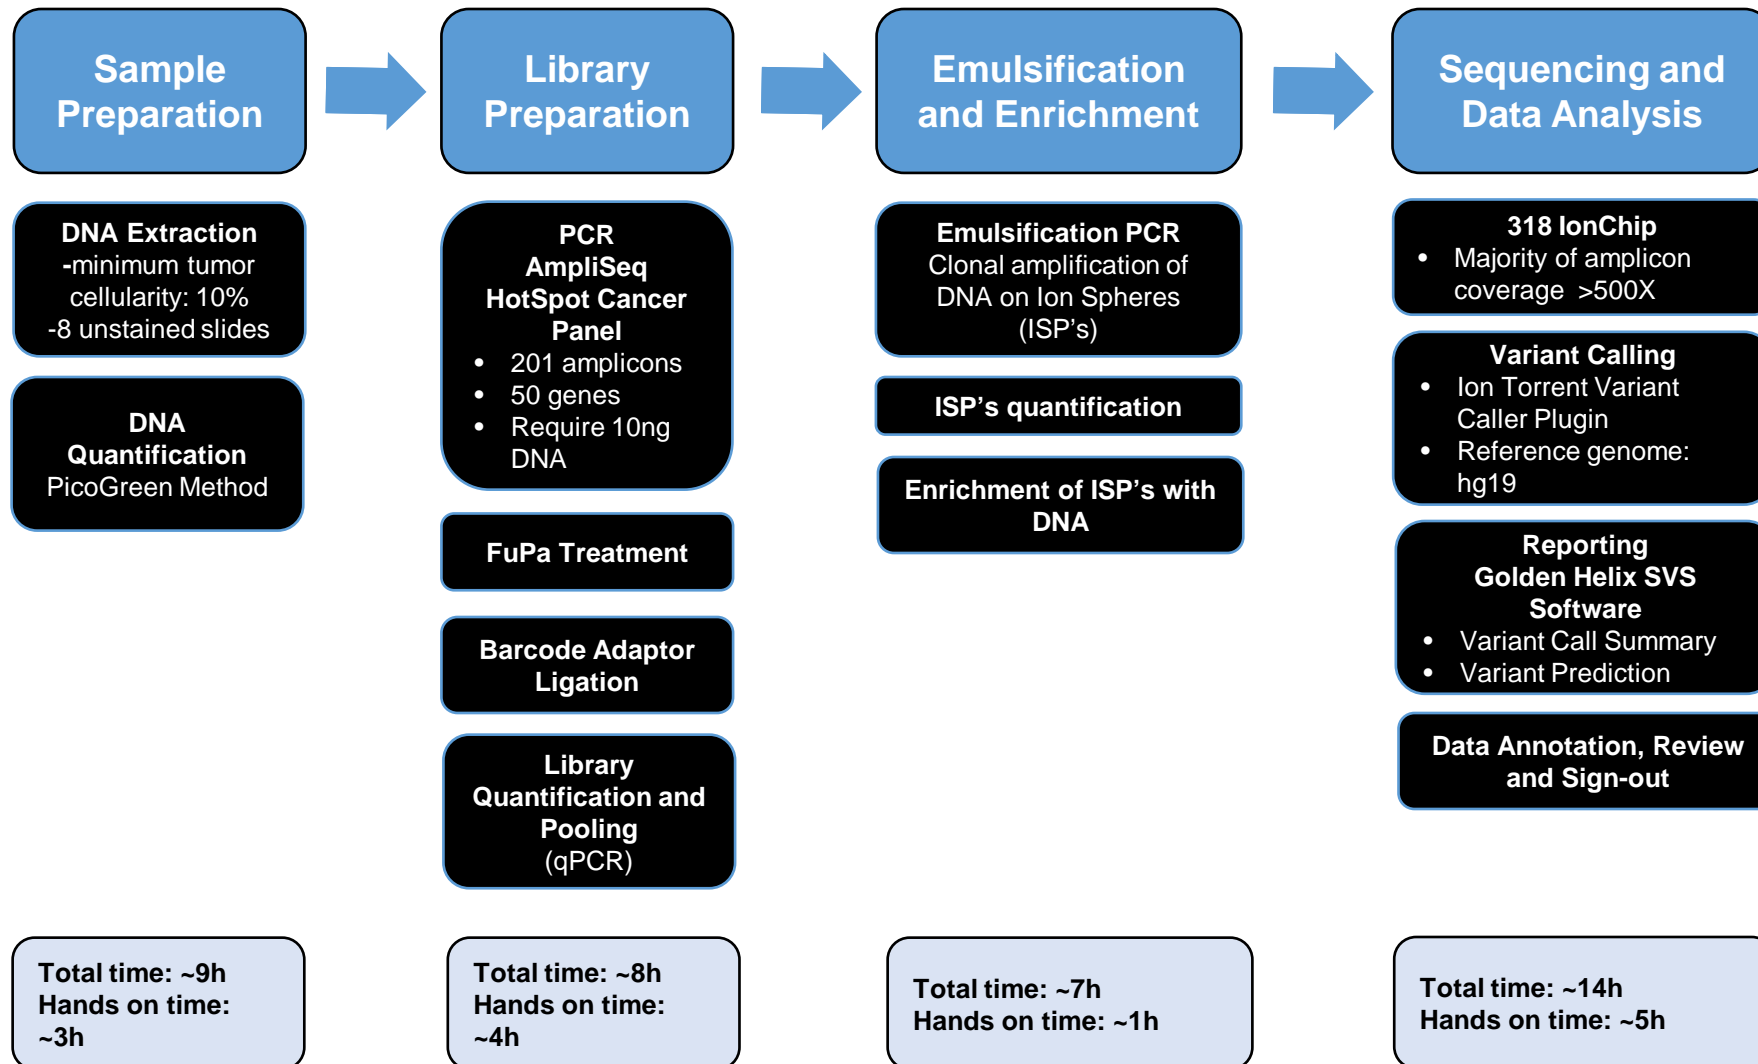 Sample
Preparation
Library
Preparation
Emulsification
and Enrichment
Sequencing and
Data Analysis
DNA Extraction
-minimum tumor
cellularity: 10%
-8 unstained slides
DNA
Quantification
PicoGreen Method
PCR
AmpliSeq
HotSpot Cancer
Panel
• 201 amplicons
• 50 genes
• Require 10ng
DNA
FuPa Treatment
Barcode Adaptor
Ligation
Library
Quantification and
Pooling
(qPCR)
Emulsification PCR
Clonal amplification of
DNA on Ion Spheres
(ISP's)
ISP's quantification
Enrichment of ISP's with
DNA
318 IonChip
• Majority of amplicon
coverage >500X
Variant Calling
• Ion Torrent Variant
Caller Plugin
• Reference genome:
hg19
Reporting
Golden Helix SVS
Software
• Variant Call Summary
• Variant Prediction
Data Annotation, Review
and Sign-out
Total time: ~9h
Hands on time:
~3h
Total time: ~8h
Hands on time:
~4h
Total time: ~7h
Hands on time: ~1h
Total time: ~14h
Hands on time: ~5h